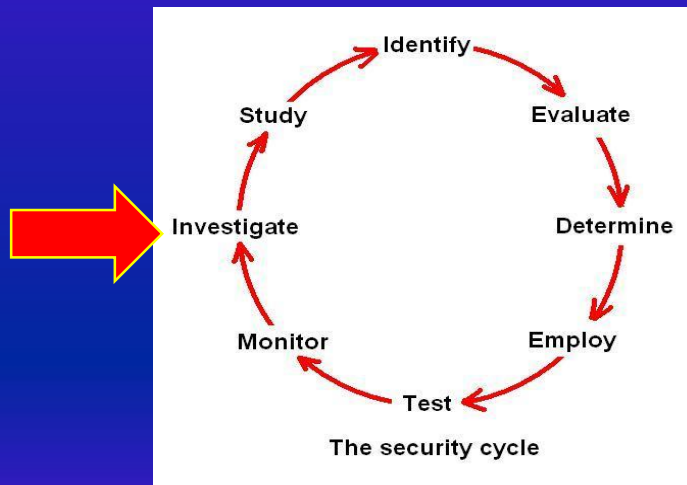 Identify
Study
Evaluate
Investigate
Determine
Monitor
Employ
Test
The security cycle